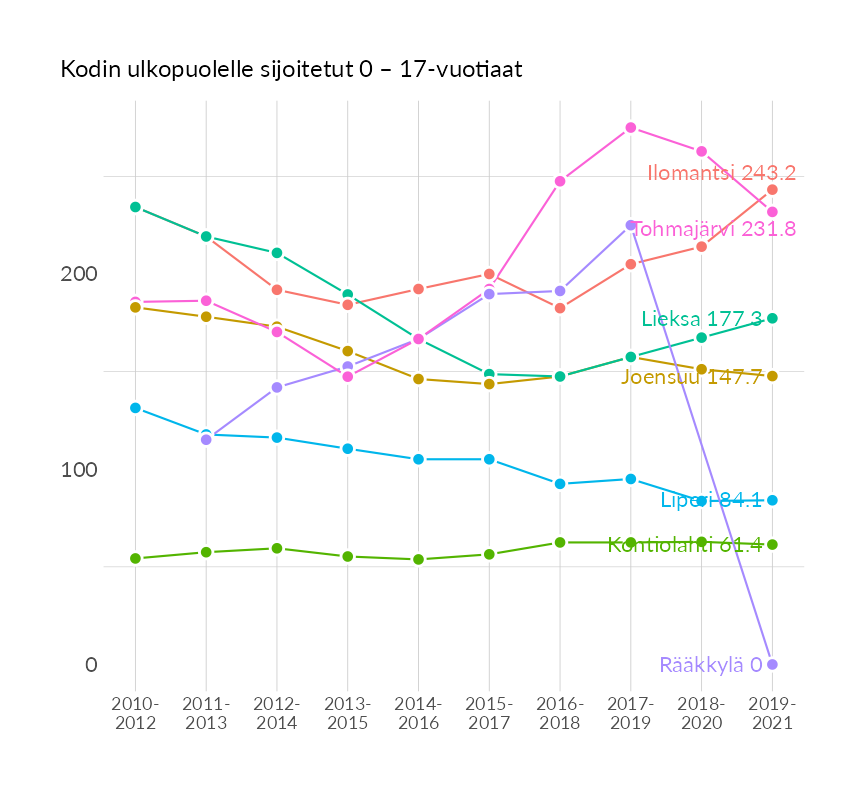 Kodin ulkopuolelle sijoitetut 0 – 17-vuotiaat
Ilomantsi 243.2
Tohmajärvi 231.8
200
Lieksa 177.3
Joensuu 147.7
100
Liperi 84.1
Kontiolahti 61.4
0
Rääkkylä 0
2010-
2012
2011-
2013
2012-
2014
2013-
2015
2014-
2016
2015-
2017
2016-
2018
2017-
2019
2018-
2020
2019-
2021